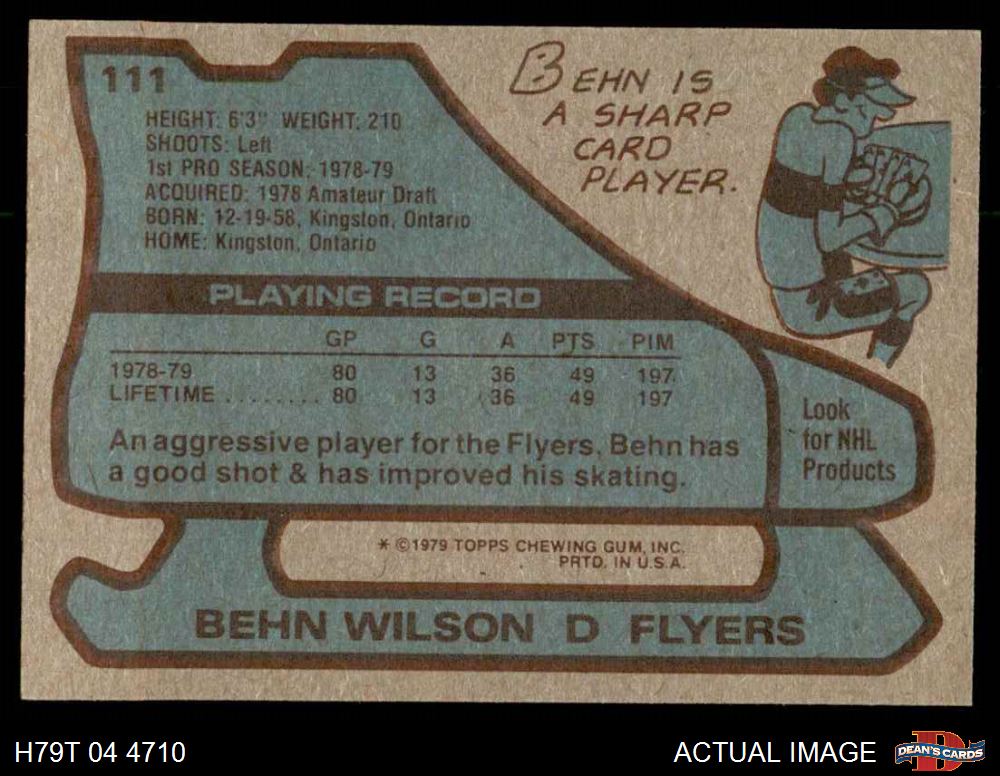 111
HEIGHT: 6'3" WEIGHT: 210
SHOOTS: Left
1st PRO SEASON: 1978-79
ACQUIRED: 1978 Amateur Draft
BORN: 12-19-58, Kingston, Ontario
HOME: Kingston, Ontario
BEHN IS
A SHARP
CARD
PLAYER.
PLAYING RECORD
GP G A PTS PIM
1978-79 80 13 36 49 197
LIFETIME ........ 80 13 36 49 197
An aggressive player for the Flyers, Behn has
a good shot & has improved his skating.
Look
for NHL
Products
* ©1979 TOPPS CHEWING GUM, INC.
PRTD. IN U.S.A.
BEHN WILSON D FLYERS
H79T 04 4710
ACTUAL IMAGE
DEAN'S CARDS